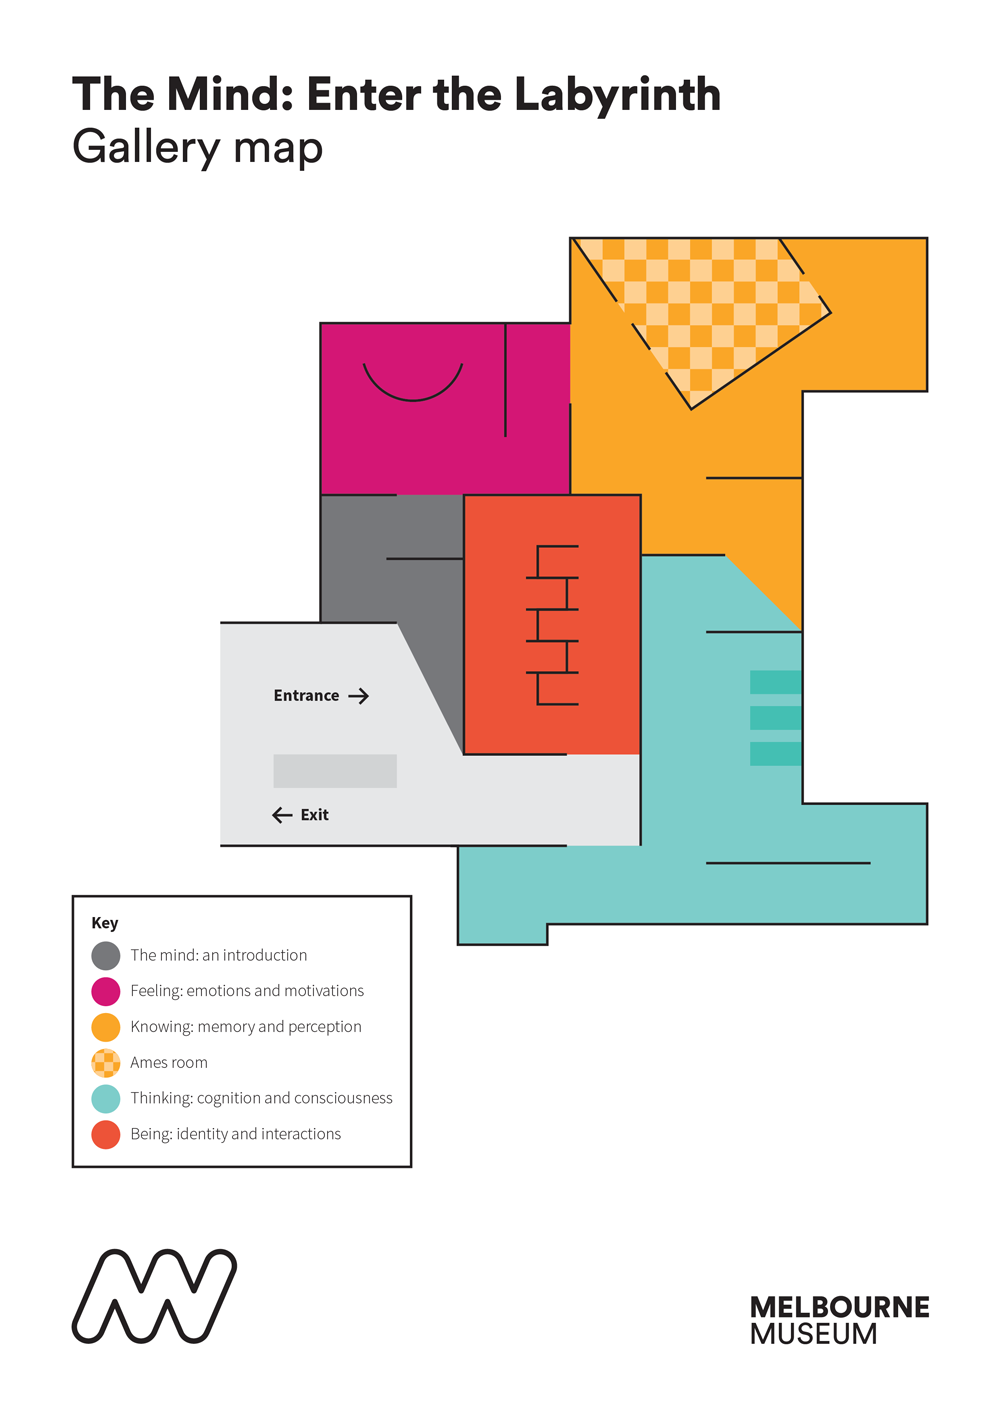 The Mind: Enter the Labyrinth
Gallery map
Entrance
Exit
Key
The mind: an introduction
Feeling: emotions and motivations
Knowing: memory and perception
Ames room
Thinking: cognition and consciousness
Being: identity and interactions
MELBOURNE
MUSEUM